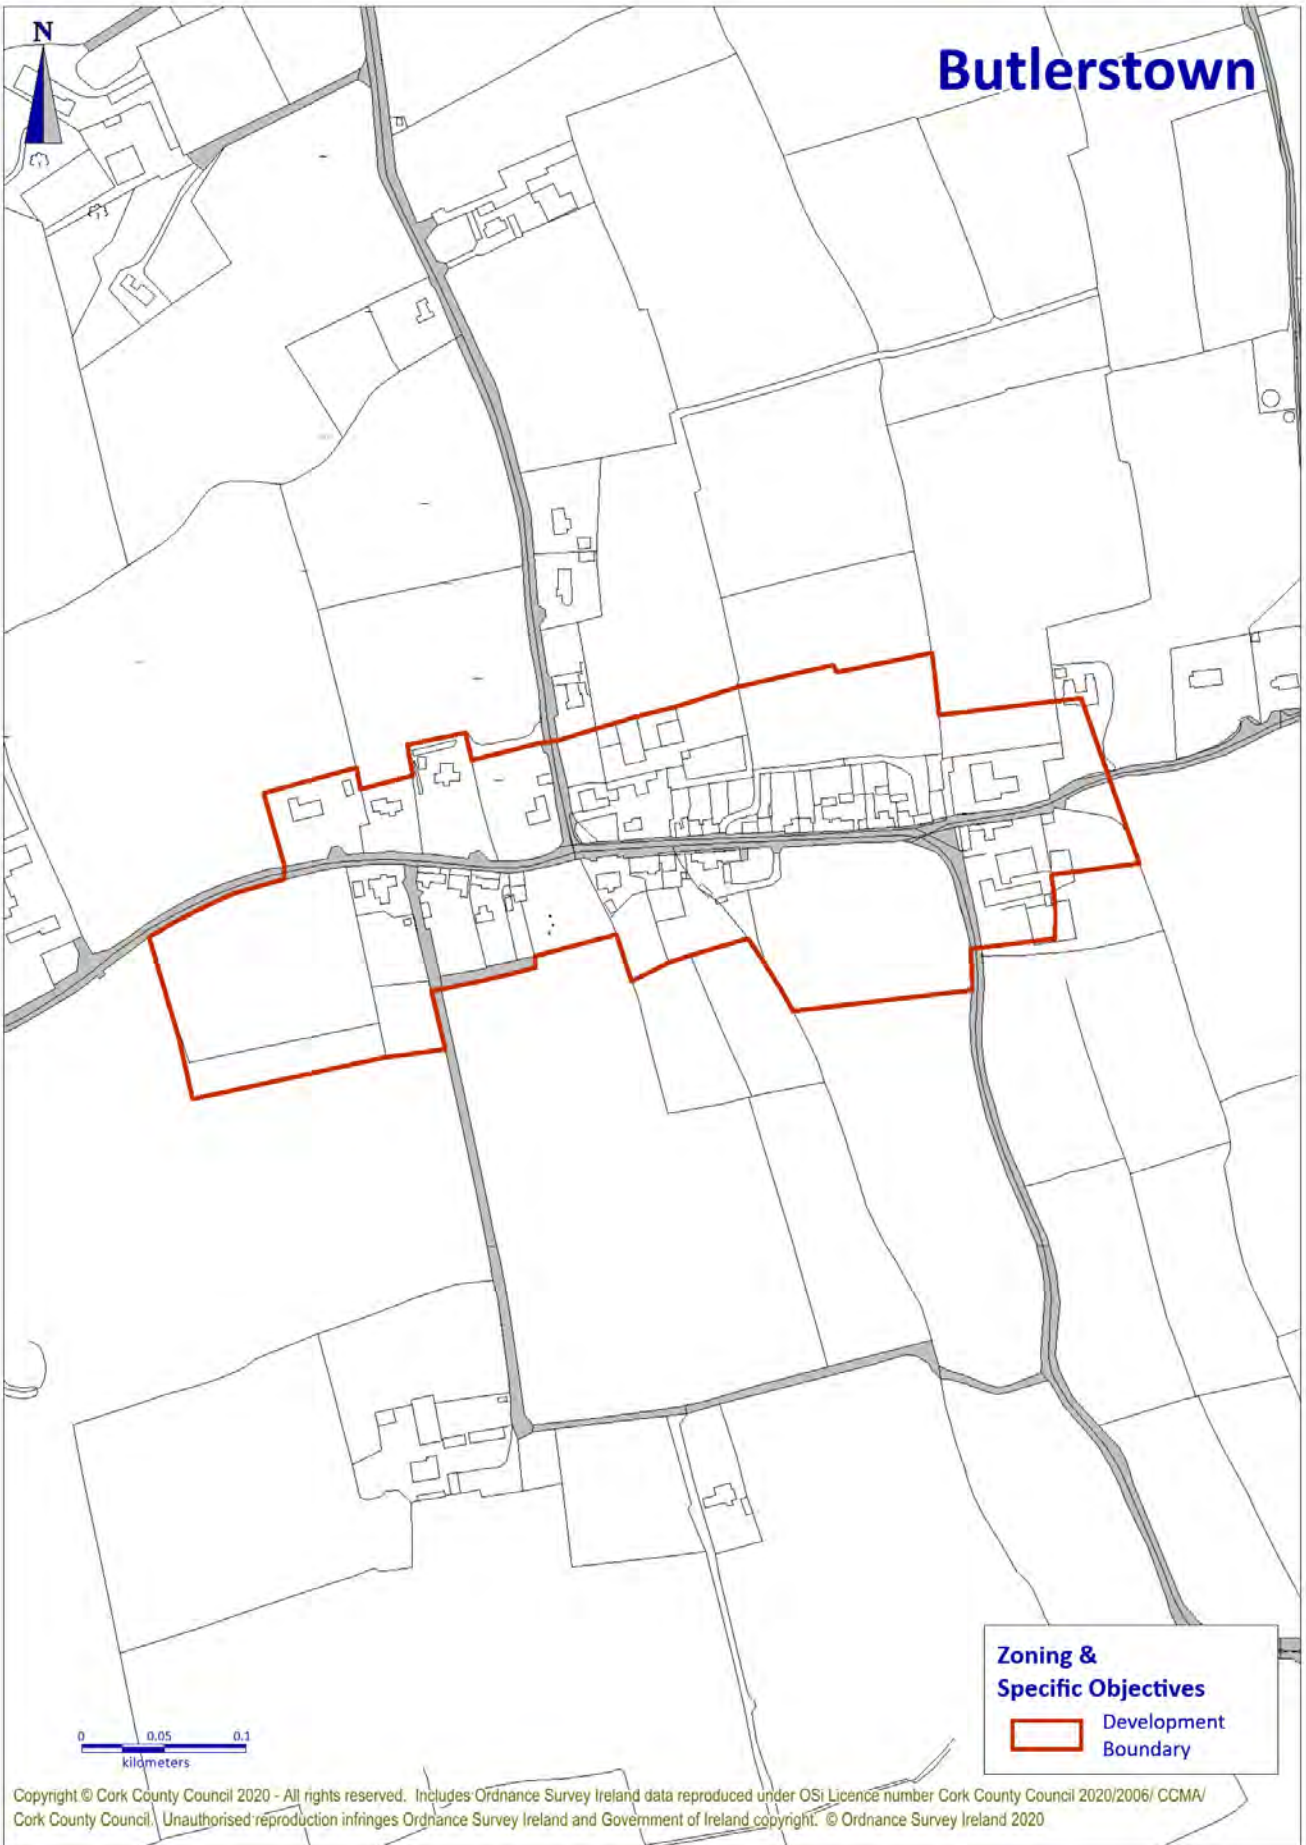 N
Butlerstown
Zoning &
Specific Objectives
Development
Boundary
0 0.05 0.1
kilometers
Copyright © Cork County Council 2020 - All rights reserved. Includes Ordnance Survey Ireland data reproduced under OSi Licence number Cork County Council 2020/2006/ CCMA/
Cork County Council. Unauthorised reproduction infringes Ordnance Survey Ireland and Government of Ireland copyright. © Ordnance Survey Ireland 2020